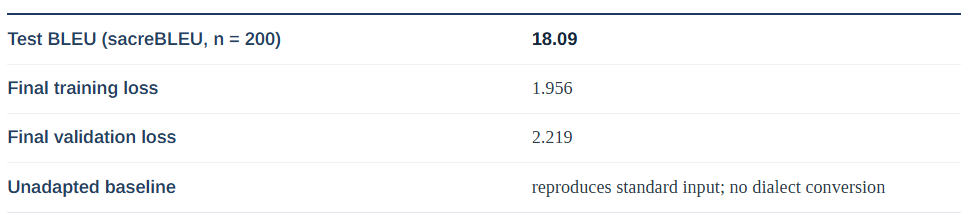 Test BLEU (sacreBLEU, n = 200) 18.09
Final training loss 1.956
Final validation loss 2.219
Unadapted baseline reproduces standard input; no dialect conversion